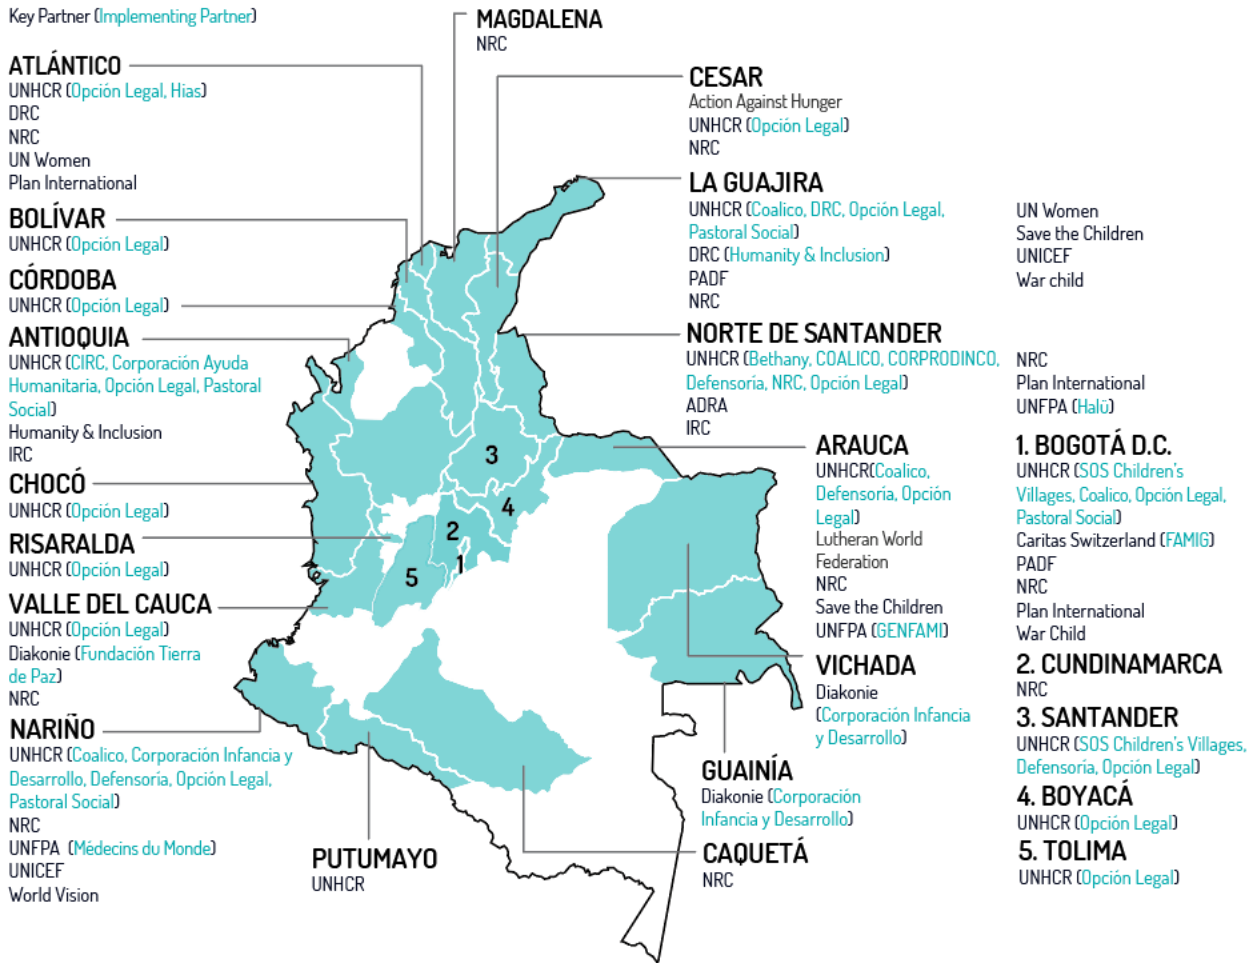 Key Partner (Implementing Partner)
MAGDALENA
NRC
ATLÁNTICO
UNHCR (Opción Legal, Hias)
DRC
NRC
UN Women
Plan International
CESAR
Action Against Hunger
UNHCR (Opción Legal)
NRC
BOLÍVAR
UNHCR (Opción Legal)
LA GUAJIRA
UNHCR (Coalico, DRC, Opción Legal,
Pastoral Social)
DRC (Humanity & Inclusion)
PADF
NRC
UN Women
Save the Children
UNICEF
War child
CÓRDOBA
UNHCR (Opción Legal)
ANTIOQUIA
UNHCR (CIRC, Corporación Ayuda
Humanitaria, Opción Legal, Pastoral
Social)
Humanity & Inclusion
IRC
NORTE DE SANTANDER
UNHCR (Bethany, COALICO, CORPRODINCO,
Defensoría, NRC, Opción Legal)
ADRA
IRC
NRC
Plan International
UNFPA (Halü)
CHOCÓ
UNHCR (Opción Legal)
RISARALDA
UNHCR (Opción Legal)
VALLE DEL CAUCA
UNHCR (Opción Legal)
Diakonie (Fundación Tierra
de Paz)
NRC
NARIÑO
UNHCR (Coalico, Corporación Infancia y
Desarrollo, Defensoría, Opción Legal,
Pastoral Social)
NRC
UNFPA (Médecins du Monde)
UNICEF
World Vision
3
4
2
1
5
ARAUCA
UNHCR(Coalico,
Defensoría, Opción
Legal)
Lutheran World
Federation
NRC
Save the Children
UNFPA (GENFAMI)
VICHADA
Diakonie
(Corporación Infancia
y Desarrollo)
GUAINÍA
Diakonie (Corporación
Infancia y Desarrollo)
CAQUETÁ
NRC
PUTUMAYO
UNHCR
1. BOGOTÁ D.C.
UNHCR (SOS Children's
Villages, Coalico, Opción Legal,
Pastoral Social)
Caritas Switzerland (FAMIG)
PADF
NRC
Plan International
War Child
2. CUNDINAMARCA
NRC
3. SANTANDER
UNHCR (SOS Children's Villages,
Defensoría, Opción Legal)
4. BOYACÁ
UNHCR (Opción Legal)
5. TOLIMA
UNHCR (Opción Legal)